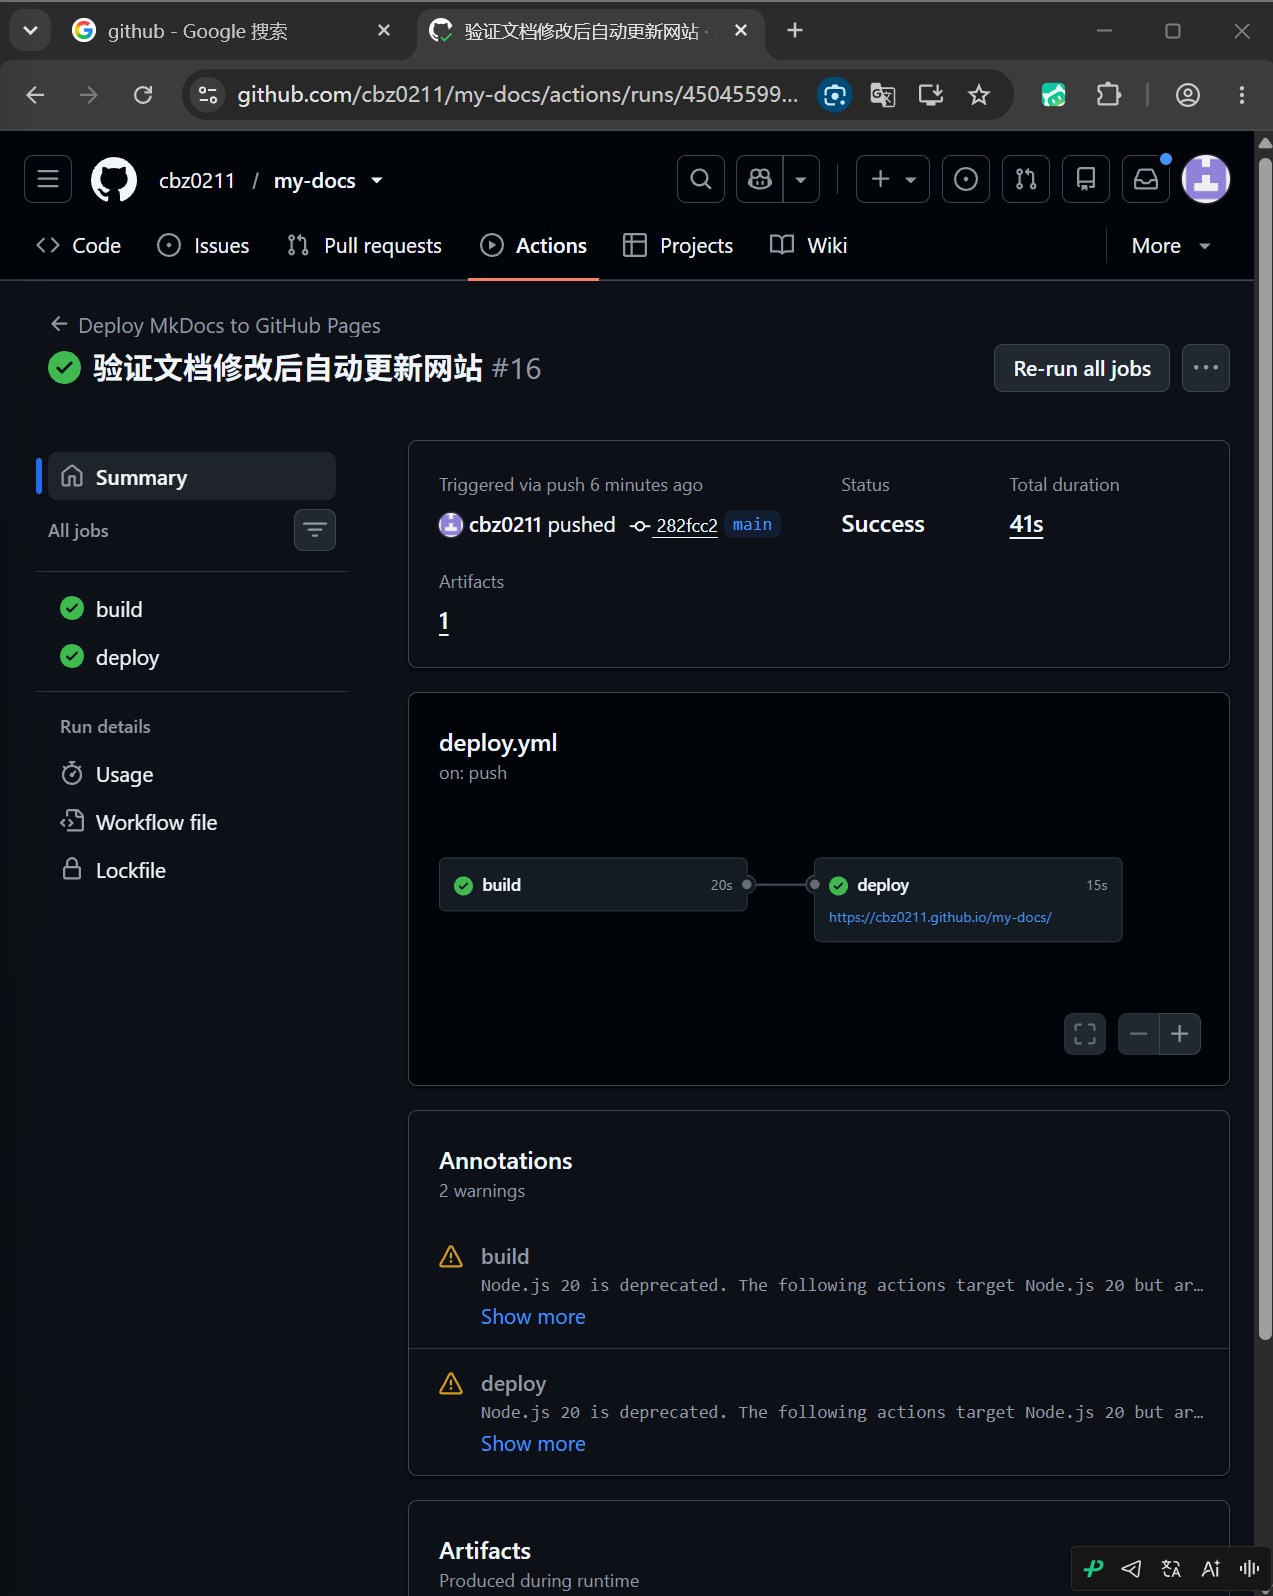 github - Google 搜索
验证文档修改后自动更新网站 ·
github.com/cbz0211/my-docs/actions/runs/45045599...
cbz0211 / my-docs
Code Issues Pull requests Actions Projects Wiki More
Deploy MkDocs to GitHub Pages
验证文档修改后自动更新网站 #16
Re-run all jobs
Summary
All jobs
build
deploy
Run details
Usage
Workflow file
Lockfile
Triggered via push 6 minutes ago
cbz0211 pushed 282fcc2 main
Status
Success
Total duration
41s
Artifacts
1
deploy.yml
on: push
build 20s
deploy 15s
https://cbz0211.github.io/my-docs/
Annotations
2 warnings
build
Node.js 20 is deprecated. The following actions target Node.js 20 but ar…
Show more
deploy
Node.js 20 is deprecated. The following actions target Node.js 20 but ar…
Show more
Artifacts
Produced during runtime